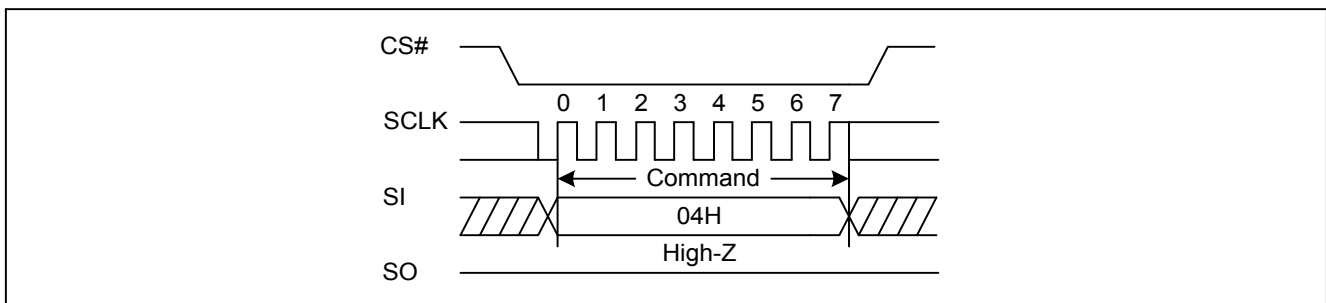 CS#
0 1 2 3 4 5 6 7
SCLK
Command
SI
04H
High-Z
SO